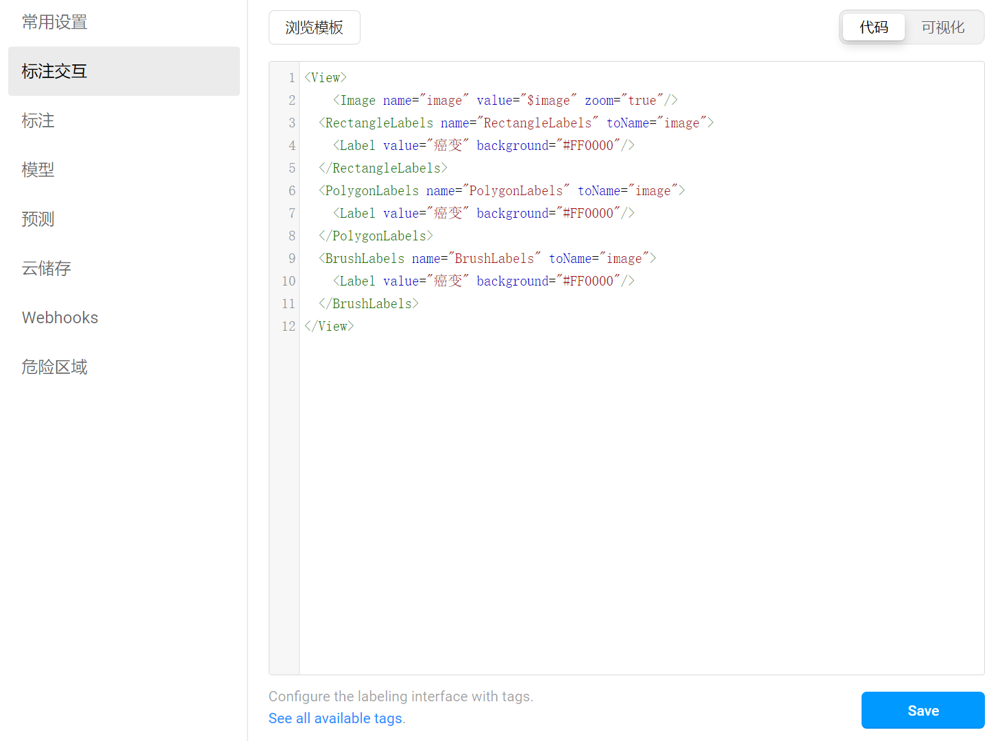 常用设置
标注交互
标注
模型
预测
云储存
Webhooks
危险区域
浏览模板
代码
可视化
1 <View>
2 <Image name="image" value="$image" zoom="true"/>
3 <RectangleLabels name="RectangleLabels" toName="image">
4 <Label value="癌变" background="#FF0000"/>
5 </RectangleLabels>
6 <PolygonLabels name="PolygonLabels" toName="image">
7 <Label value="癌变" background="#FF0000"/>
8 </PolygonLabels>
9 <BrushLabels name="BrushLabels" toName="image">
10 <Label value="癌变" background="#FF0000"/>
11 </BrushLabels>
12 </View>
Configure the labeling interface with tags.
See all available tags.
Save